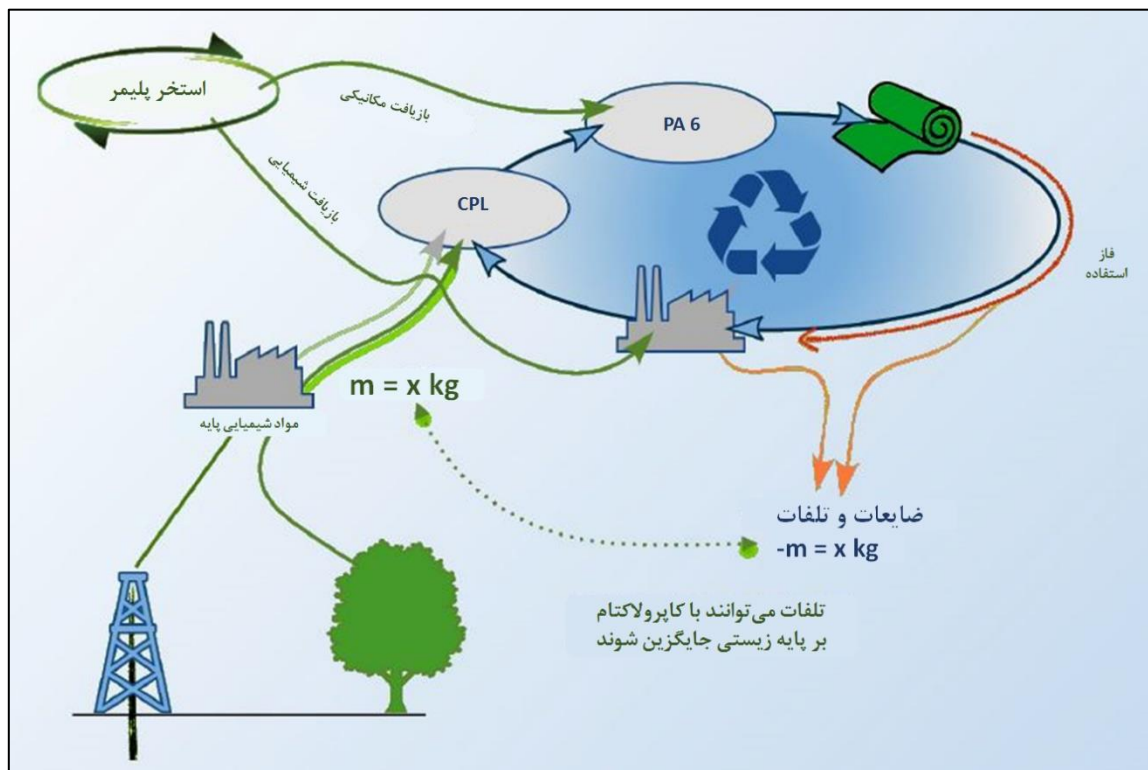 استخر پلیمر
بازیافت مکانیکی
بازیافت شیمیایی
PA 6
CPL
فاز
استفاده
m = x kg
مواد شیمیایی پایه
ضایعات و تلفات
-m = x kg
تلفات می‌توانند با کاپرولاکتام
بر پایه زیستی جایگزین شوند